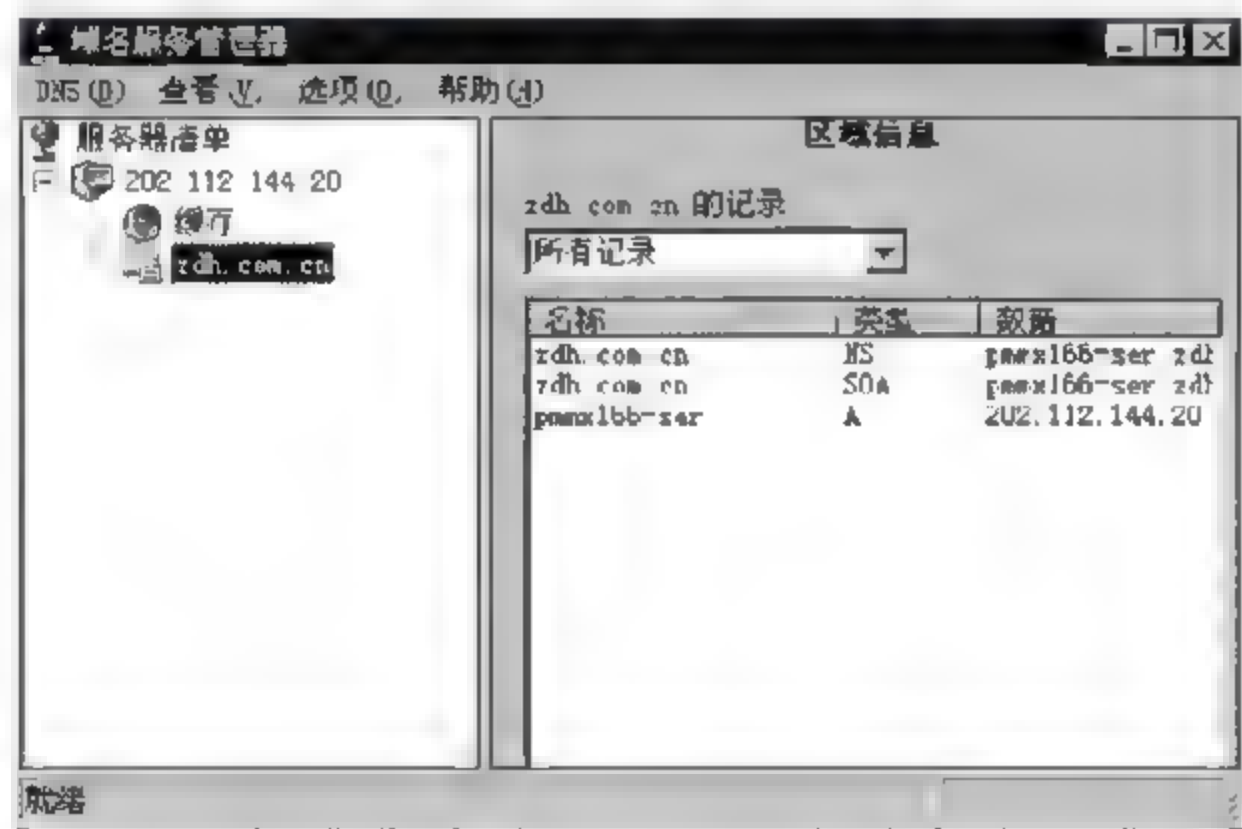 域名服务管理器
DNS(D) 查看(V) 选项(O) 帮助(H)
服务器清单
202 112 144 20
缓存
zdh.com.cn
区域信息
zdh com cn 的记录
所有记录
名称 类型 数据
zdh com cn NS pmmx166-ser zdh
zdh com cn SOA pmmx166-ser zdh
pmmx166-ser A 202.112.144.20
就绪